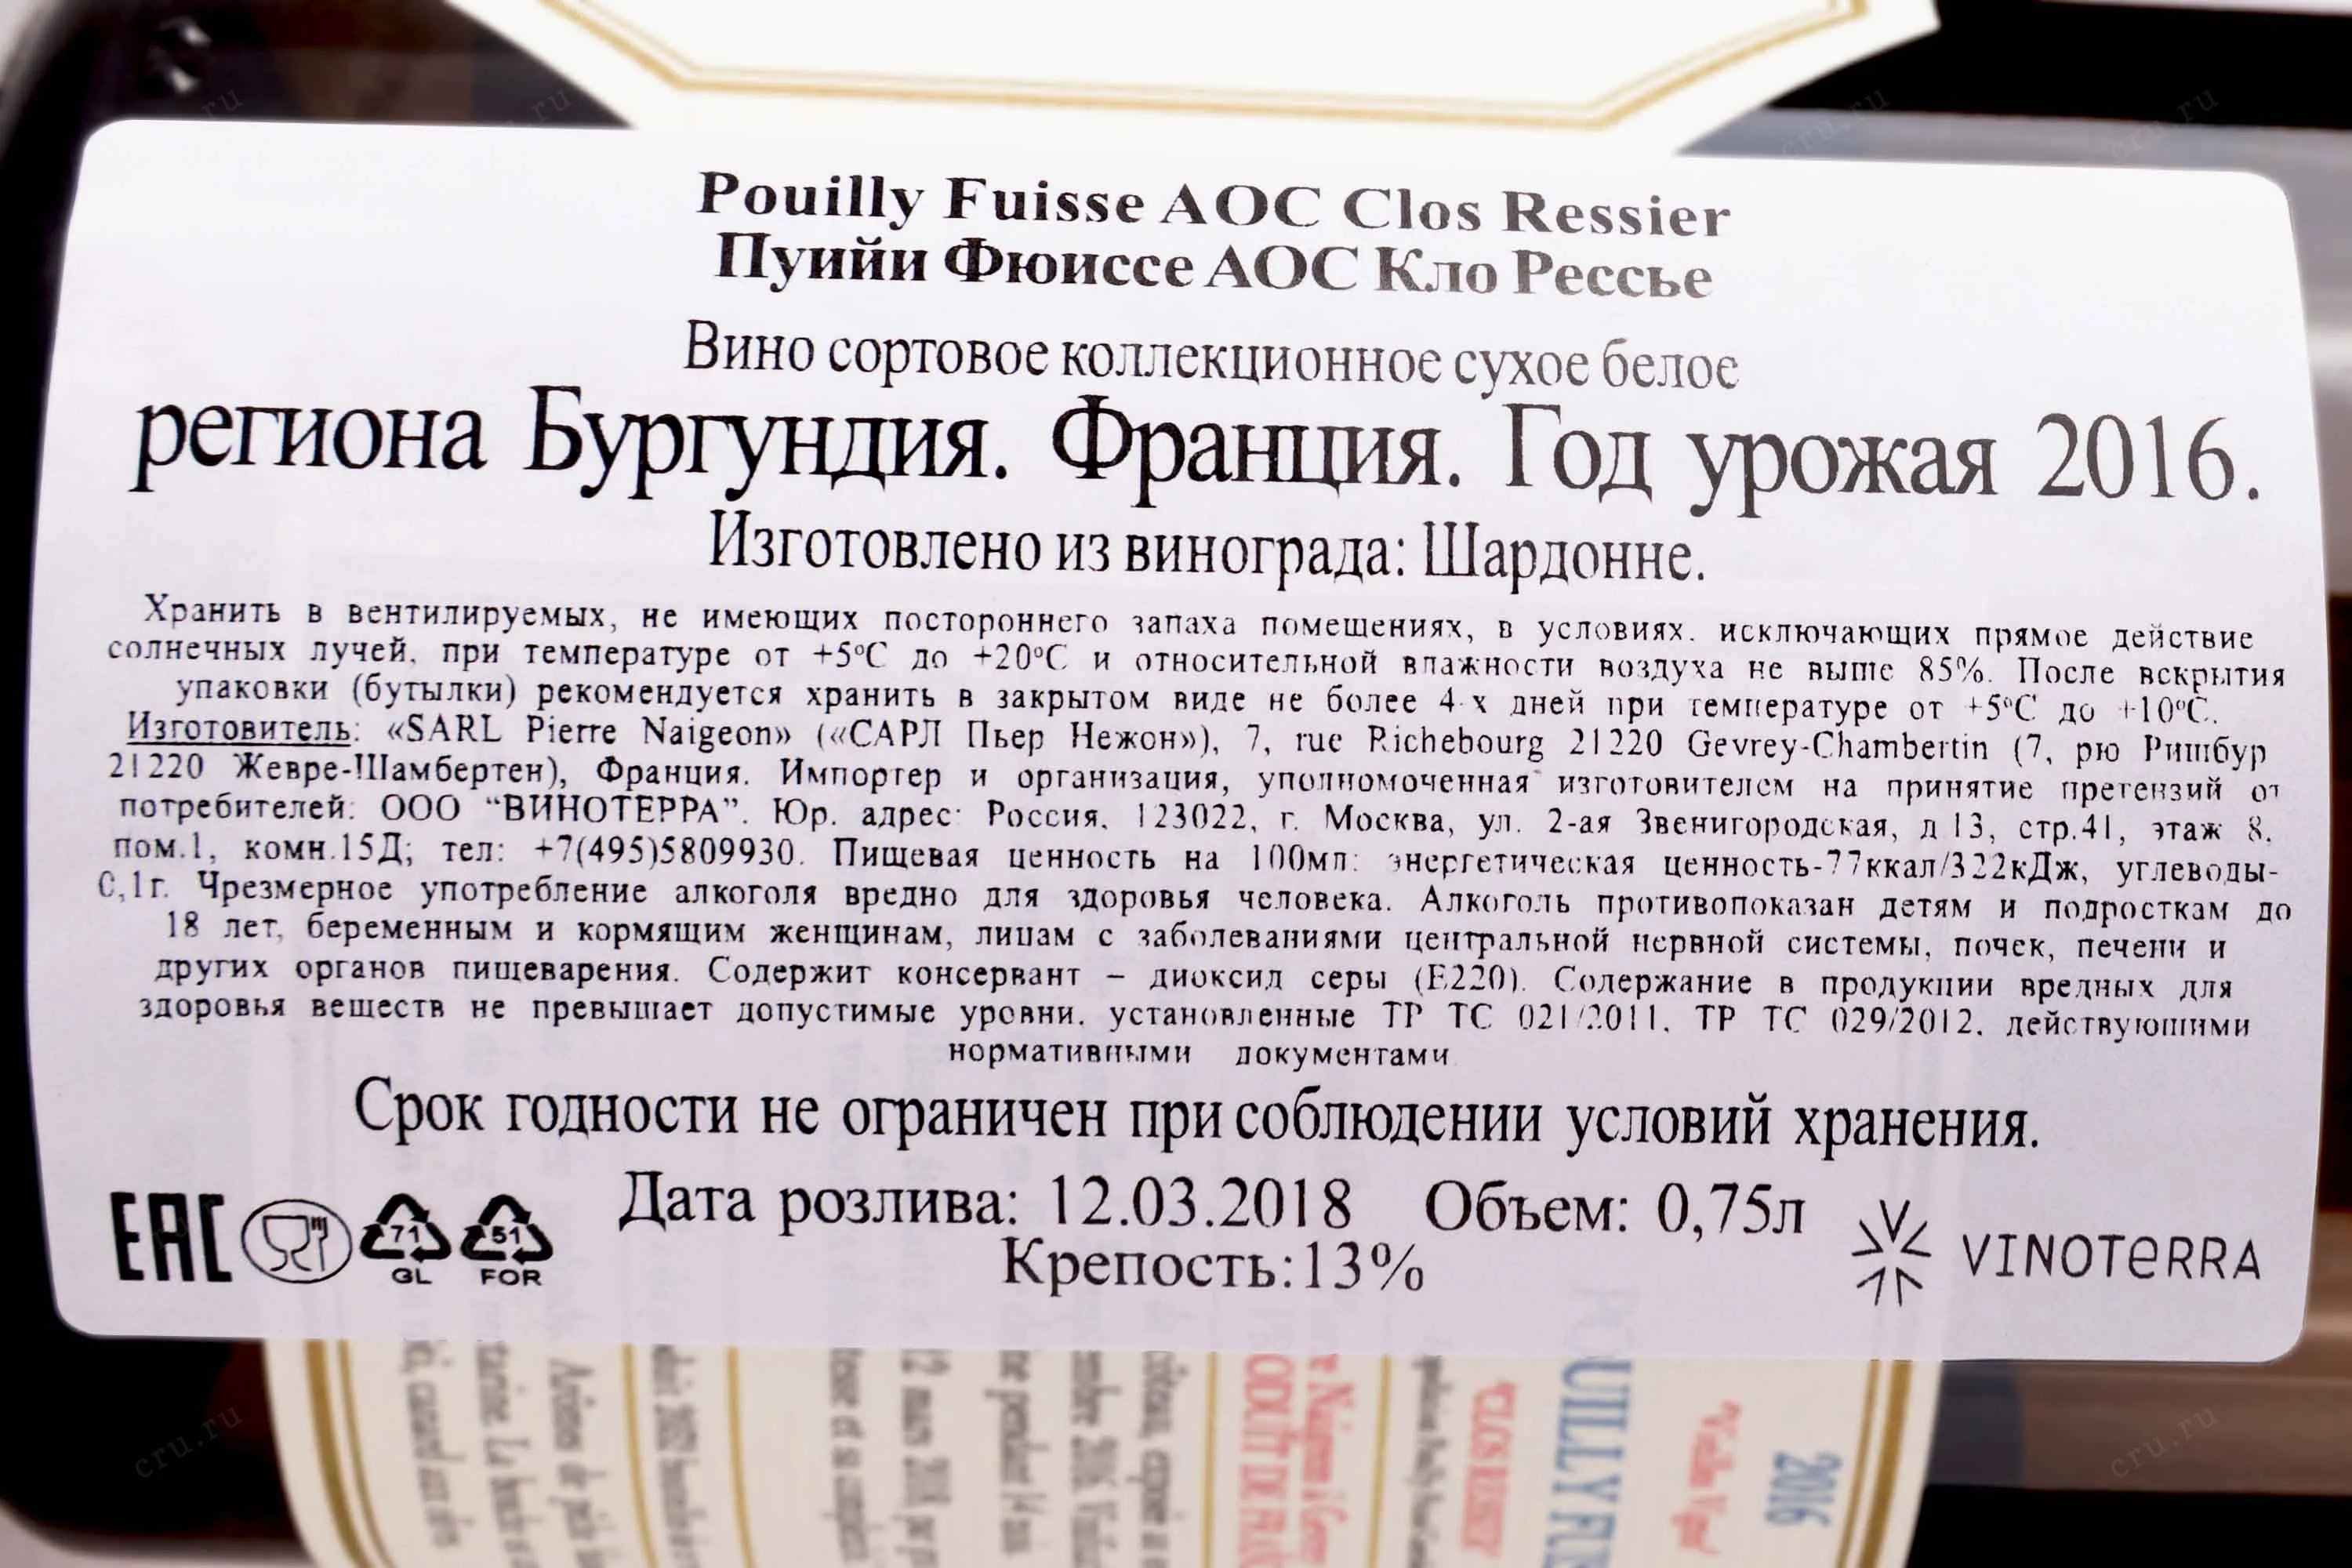 Pouilly Fuisse AOC Clos Ressier
Пуийи Фюиссе АОС Кло Рессье
Вино сортовое коллекционное сухое белое
региона Бургундия. Франция. Год урожая 2016.
Изготовлено из винограда: Шардонне.
Хранить в вентилируемых, не имеющих постороннего запаха помещениях, в условиях. исключающих прямое действие
солнечных лучей, при температуре от +5ºС до +20ºС и относительной влажности воздуха не выше 85%. После вскрытия
упаковки (бутылки) рекомендуется хранить в закрытом виде не более 4-х дней при температуре от +5ºС до +10ºС.
Изготовитель: «SARL Pierre Naigeon» («САРЛ Пьер Нежон»), 7, rue Richebourg 21220 Gevrey-Chambertin (7, рю Ришбур
21220 Жевре-Шамбертен), Франция. Импортер и организация, уполномоченная изготовителем на принятие претензий от
потребителей: ООО “ВИНОТЕРРА”. Юр. адрес: Россия, 123022, г. Москва, ул. 2-ая Звенигородская, д 13, стр.41, этаж 8,
пом.1, комн.15Д; тел: +7(495)5809930. Пищевая ценность на 100мл: энергетическая ценность-77ккал/322кДж, углеводы-
0,1г. Чрезмерное употребление алкоголя вредно для здоровья человека. Алкоголь противопоказан детям и подросткам до
18 лет, беременным и кормящим женщинам, лицам с заболеваниями центральной нервной системы, почек, печени и
других органов пищеварения. Содержит консервант – диоксид серы (Е220). Содержание в продукции вредных для
здоровья веществ не превышает допустимые уровни, установленные ТР ТС 021/2011, ТР ТС 029/2012, действующими
нормативными документами
Срок годности не ограничен при соблюдении условий хранения.
Дата розлива: 12.03.2018 Объем: 0,75л
Крепость:13%
EAC
71
GL
51
FOR
VINOTERRA
2016
cru.ru